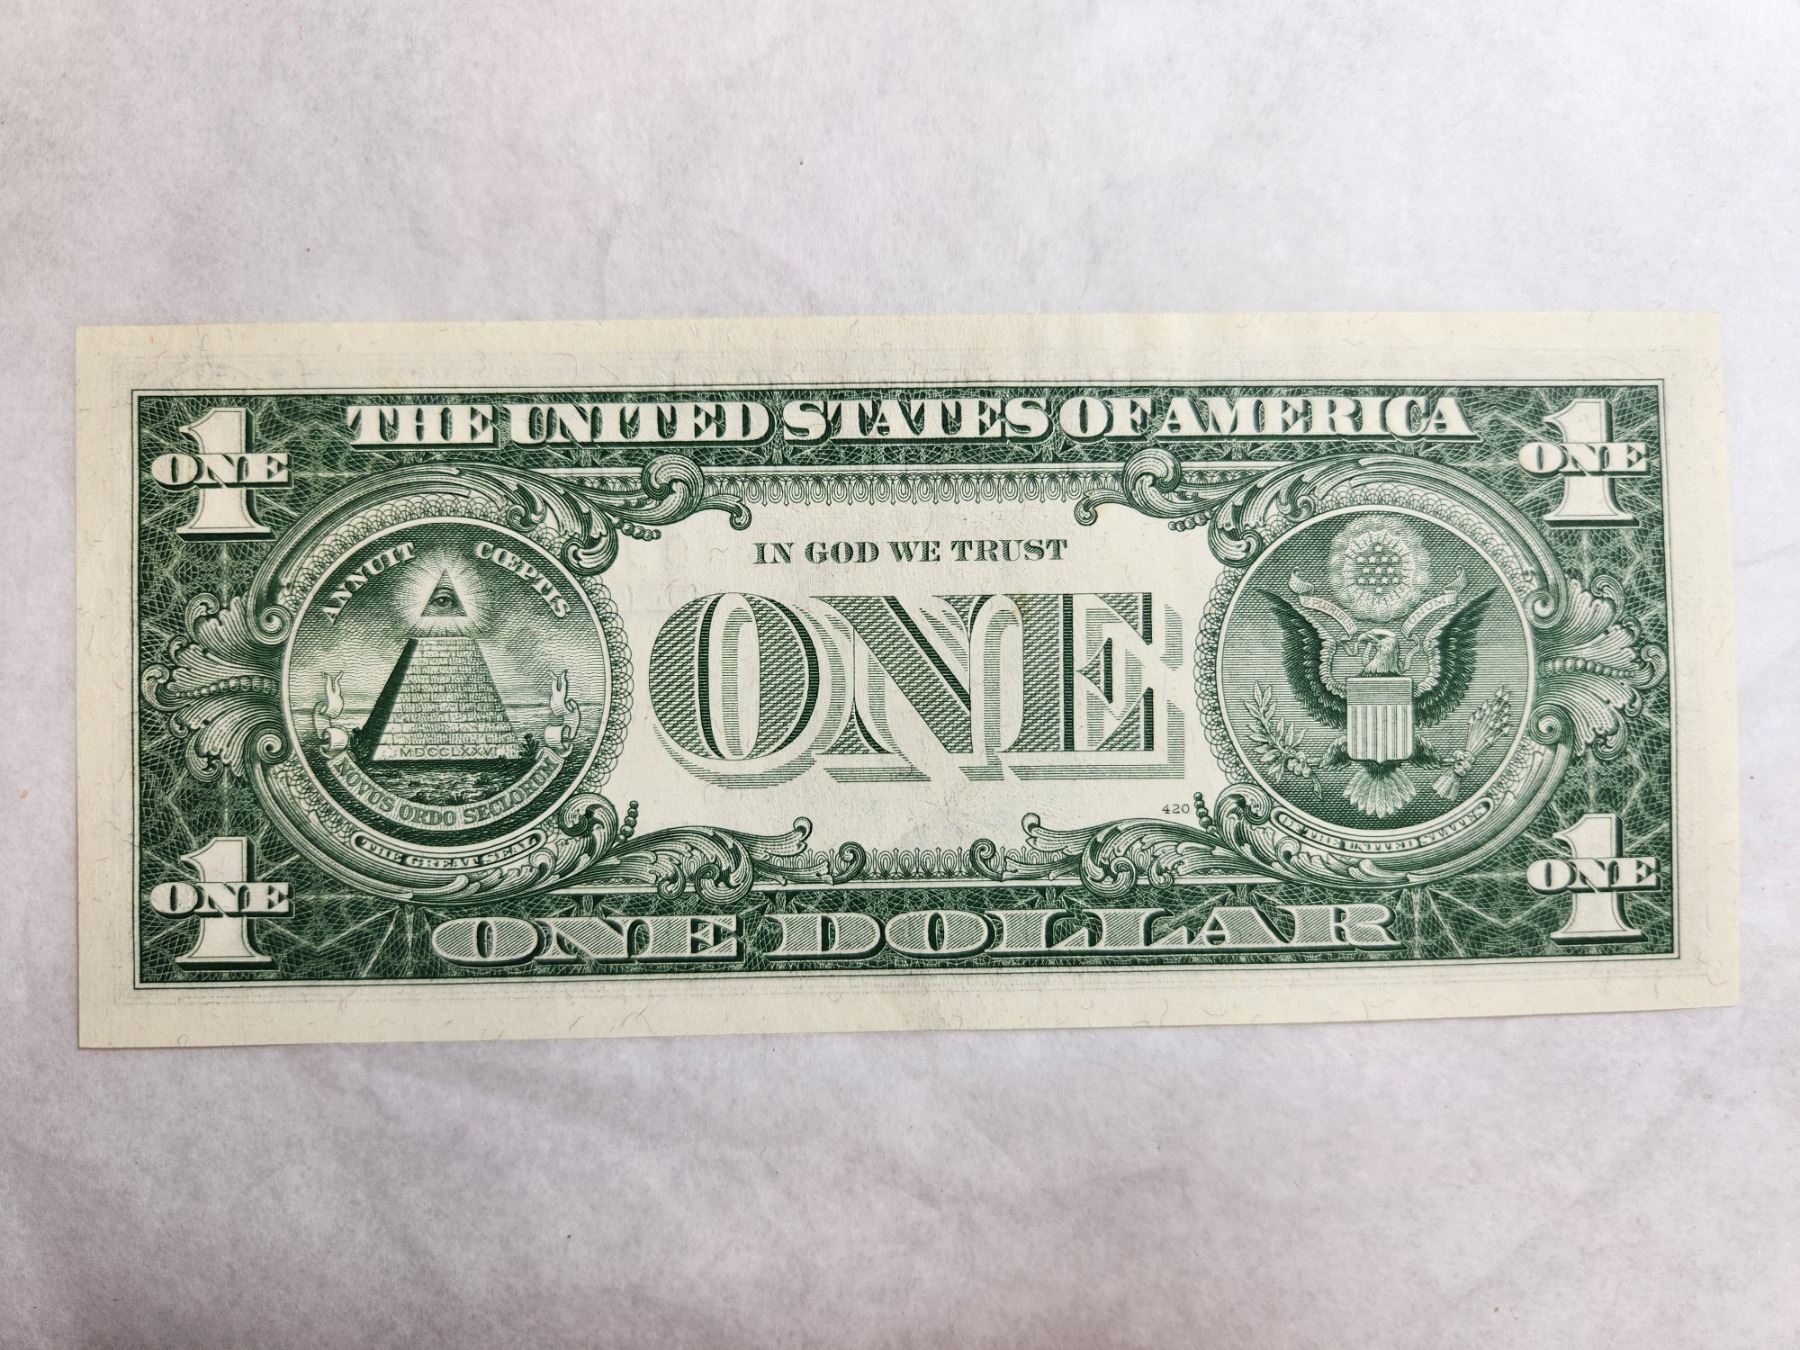 THE UNITED STATES OF AMERICA
1
ONE
1
ONE
ANNUIT CŒPTIS
MDCCLXXVI
NOVUS ORDO SECLORUM
THE GREAT SEAL
IN GOD WE TRUST
ONE
420
OF THE UNITED STATES
1
ONE
1
ONE
ONE DOLLAR